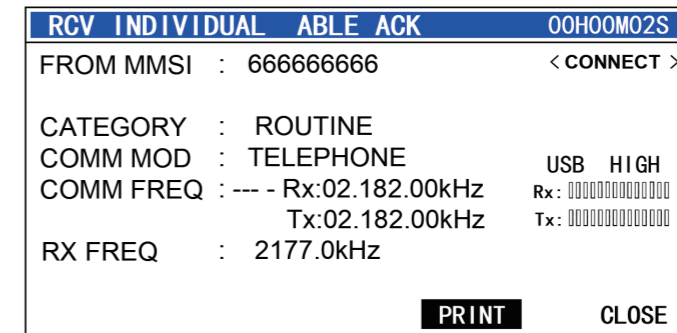 RCV INDIVIDUAL ABLE ACK 00H00M02S
FROM MMSI : 666666666 <CONNECT >
CATEGORY : ROUTINE
COMM MOD : TELEPHONE USB HIGH
COMM FREQ : --- - Rx:02.182.00kHz Rx:
Tx:02.182.00kHz Tx:
RX FREQ : 2177.0kHz
PRINT CLOSE